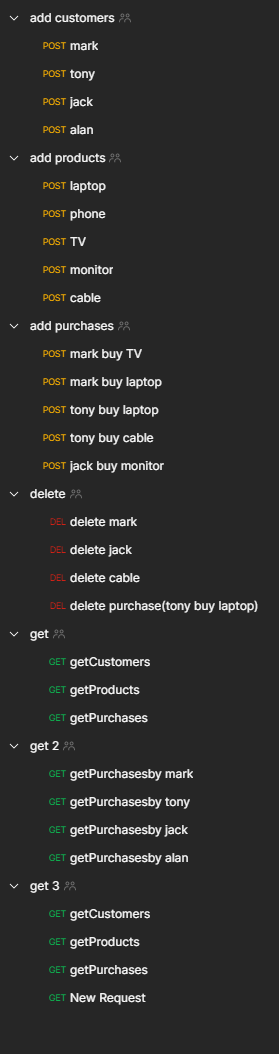 add customers
POST mark
POST tony
POST jack
POST alan
add products
POST laptop
POST phone
POST TV
POST monitor
POST cable
add purchases
POST mark buy TV
POST mark buy laptop
POST tony buy laptop
POST tony buy cable
POST jack buy monitor
delete
DEL delete mark
DEL delete jack
DEL delete cable
DEL delete purchase(tony buy laptop)
get
GET getCustomers
GET getProducts
GET getPurchases
get 2
GET getPurchasesby mark
GET getPurchasesby tony
GET getPurchasesby jack
GET getPurchasesby alan
get 3
GET getCustomers
GET getProducts
GET getPurchases
GET New Request